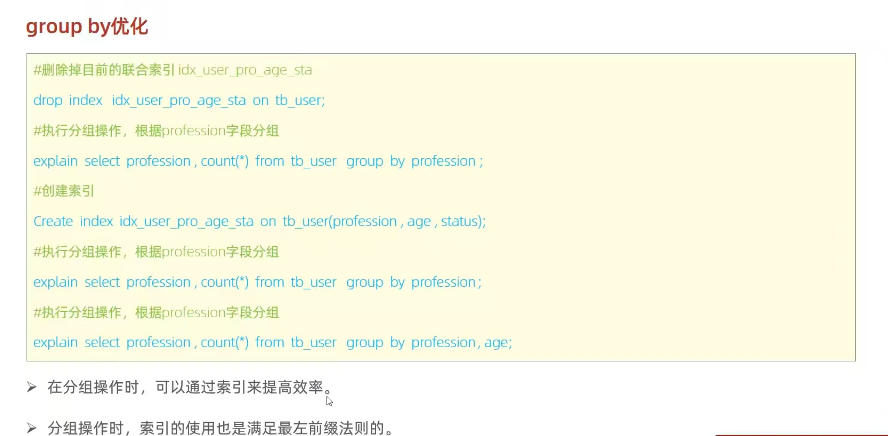 group by优化
#删除掉目前的联合索引 idx_user_pro_age_sta
drop index idx_user_pro_age_sta on tb_user;
#执行分组操作，根据profession字段分组
explain select profession , count(*) from tb_user group by profession ;
#创建索引
Create index idx_user_pro_age_sta on tb_user(profession , age , status);
#执行分组操作，根据profession字段分组
explain select profession , count(*) from tb_user group by profession ;
#执行分组操作，根据profession字段分组
explain select profession , count(*) from tb_user group by profession , age;
➢ 在分组操作时，可以通过索引来提高效率。
➢ 分组操作时，索引的使用也是满足最左前缀法则的。